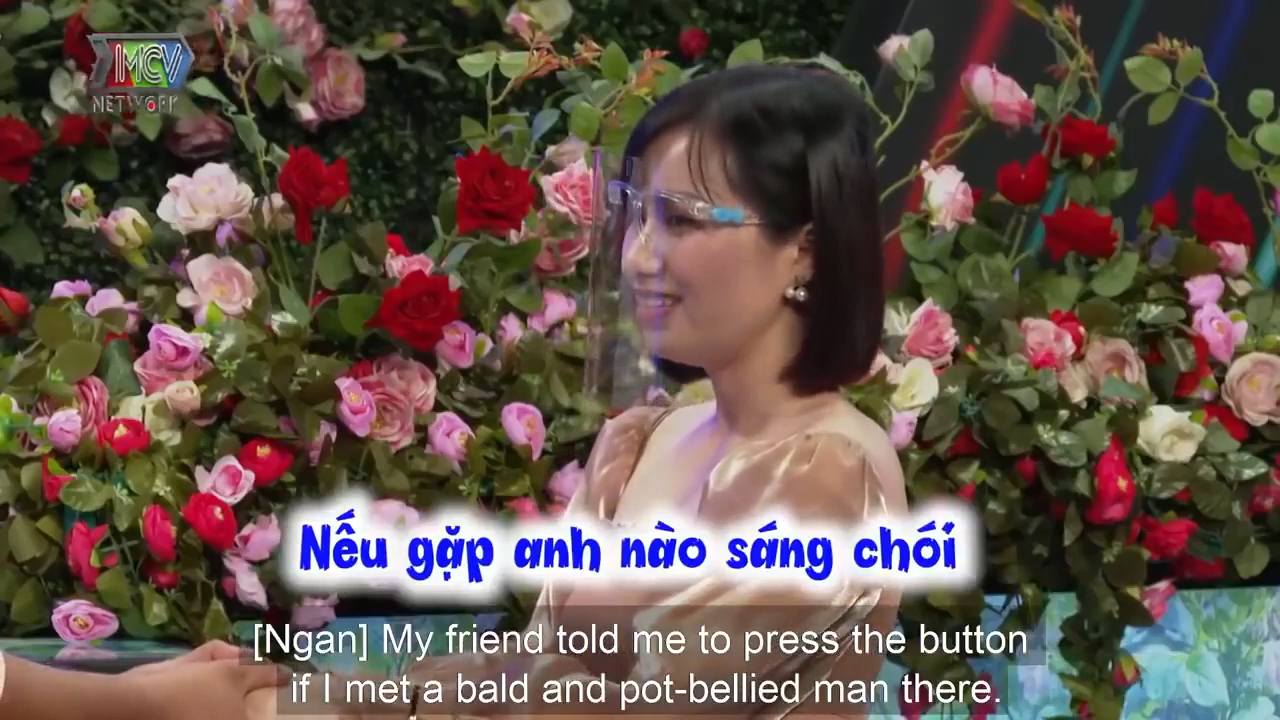 MCV
NETWORK
Nếu gặp anh nào sáng chói
[Ngan] My friend told me to press the button
if I met a bald and pot-bellied man there.